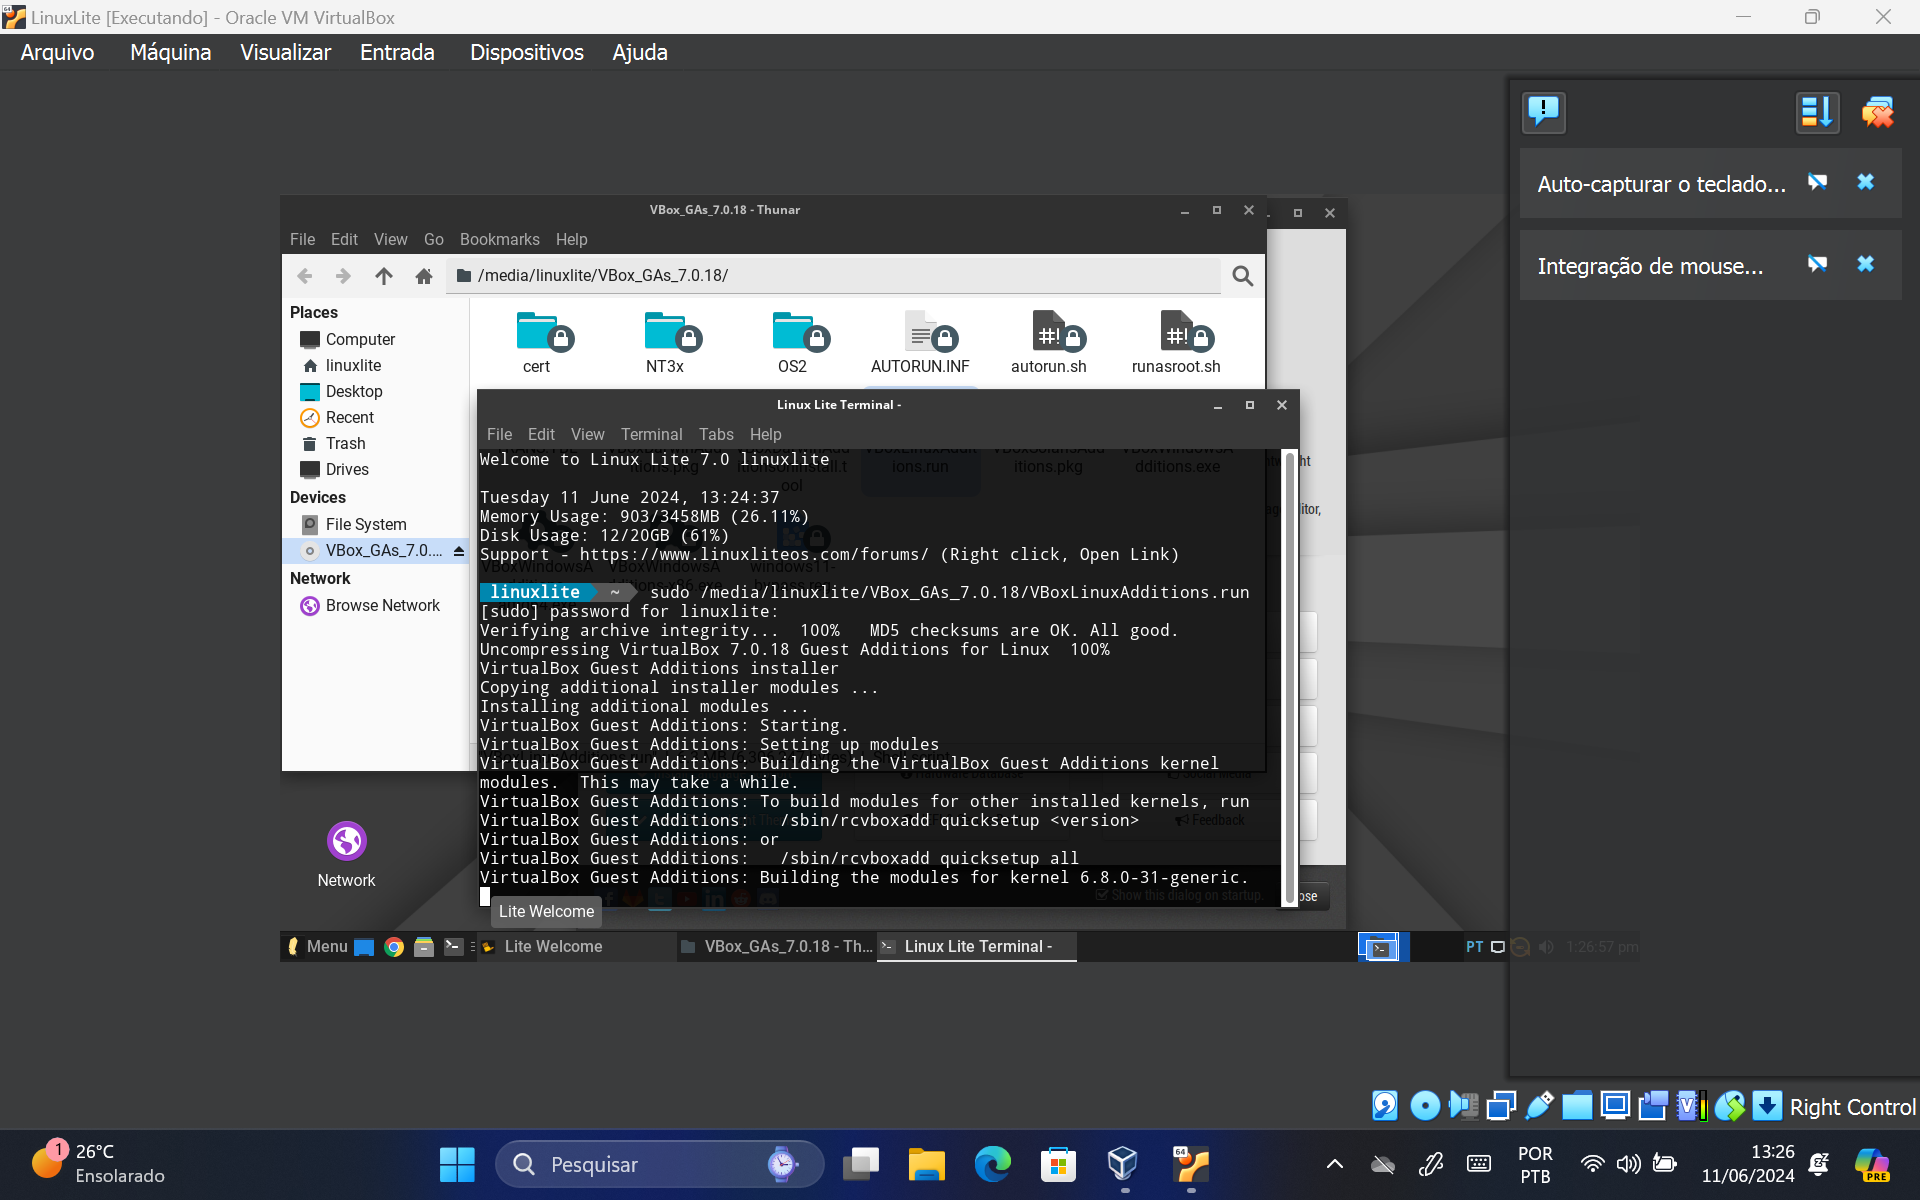 LinuxLite [Executando] - Oracle VM VirtualBox
Arquivo Máquina Visualizar Entrada Dispositivos Ajuda
Auto-capturar o teclado...
Integração de mouse...
VBox_GAs_7.0.18 - Thunar
File Edit View Go Bookmarks Help
/media/linuxlite/VBox_GAs_7.0.18/
Places
Computer
linuxlite
Desktop
Recent
Trash
Drives
Devices
File System
VBox_GAs_7.0....
Network
Browse Network
cert NT3x OS2 AUTORUN.INF autorun.sh runasroot.sh
Linux Lite Terminal -
File Edit View Terminal Tabs Help
Welcome to Linux Lite 7.0 linuxlite
Tuesday 11 June 2024, 13:24:37
Memory Usage: 903/3458MB (26.11%)
Disk Usage: 12/20GB (61%)
Support - https://www.linuxliteos.com/forums/ (Right click, Open Link)
linuxlite ~ sudo /media/linuxlite/VBox_GAs_7.0.18/VBoxLinuxAdditions.run
[sudo] password for linuxlite:
Verifying archive integrity... 100% MD5 checksums are OK. All good.
Uncompressing VirtualBox 7.0.18 Guest Additions for Linux 100%
VirtualBox Guest Additions installer
Copying additional installer modules ...
Installing additional modules ...
VirtualBox Guest Additions: Starting.
VirtualBox Guest Additions: Setting up modules
VirtualBox Guest Additions: Building the VirtualBox Guest Additions kernel
modules. This may take a while.
VirtualBox Guest Additions: To build modules for other installed kernels, run
VirtualBox Guest Additions: /sbin/rcvboxadd quicksetup <version>
VirtualBox Guest Additions: or
VirtualBox Guest Additions: /sbin/rcvboxadd quicksetup all
VirtualBox Guest Additions: Building the modules for kernel 6.8.0-31-generic.
Feedback
Show this dialog on startup.
Network
Lite Welcome
Menu Lite Welcome VBox_GAs_7.0.18 - Th... Linux Lite Terminal - PT 1:26:57 pm
Right Control
1 26°C
Ensolarado
Pesquisar
64
POR
PTB
13:26
11/06/2024
PRE